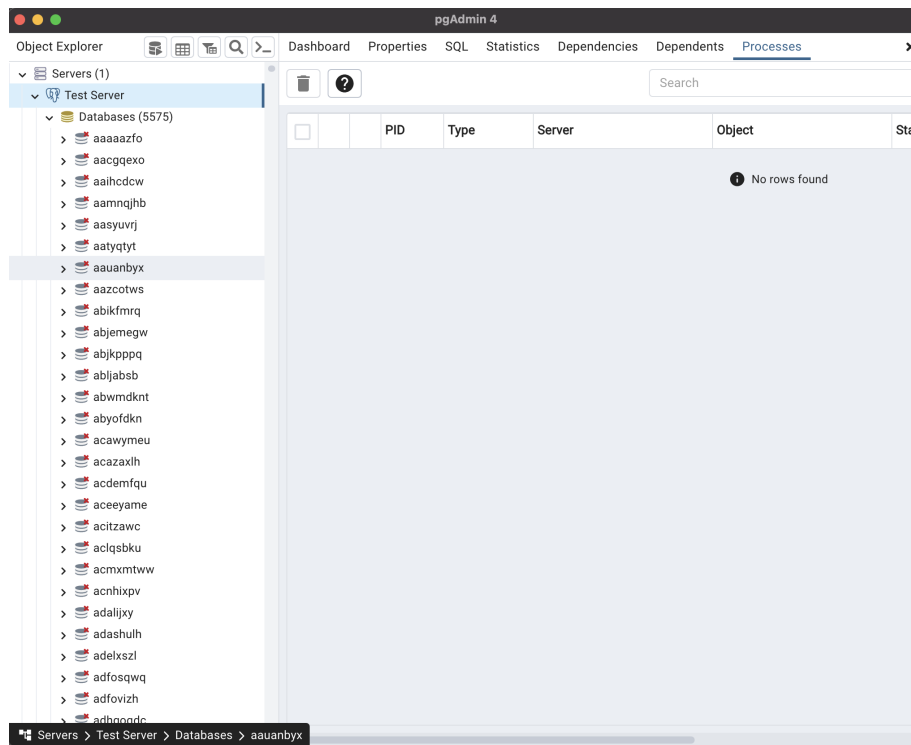 pgAdmin 4
Object Explorer
Dashboard Properties SQL Statistics Dependencies Dependents Processes
Servers (1)
Test Server
Databases (5575)
aaaaazfo
aacgqexo
aaihcdcw
aamnqjhb
aasyuvrj
aatyqtyt
aauanbyx
aazcotws
abikfmrq
abjemegw
abjkpppq
abljabsb
abwmdknt
abyofdkn
acawymeu
acazaxlh
acdemfqu
aceeyame
acitzawc
aclqsbku
acmxmtww
acnhixpv
adalijxy
adashulh
adelxszl
adfosqwq
adfovizh
Search
PID Type Server Object Sta
No rows found
Servers > Test Server > Databases > aauanbyx